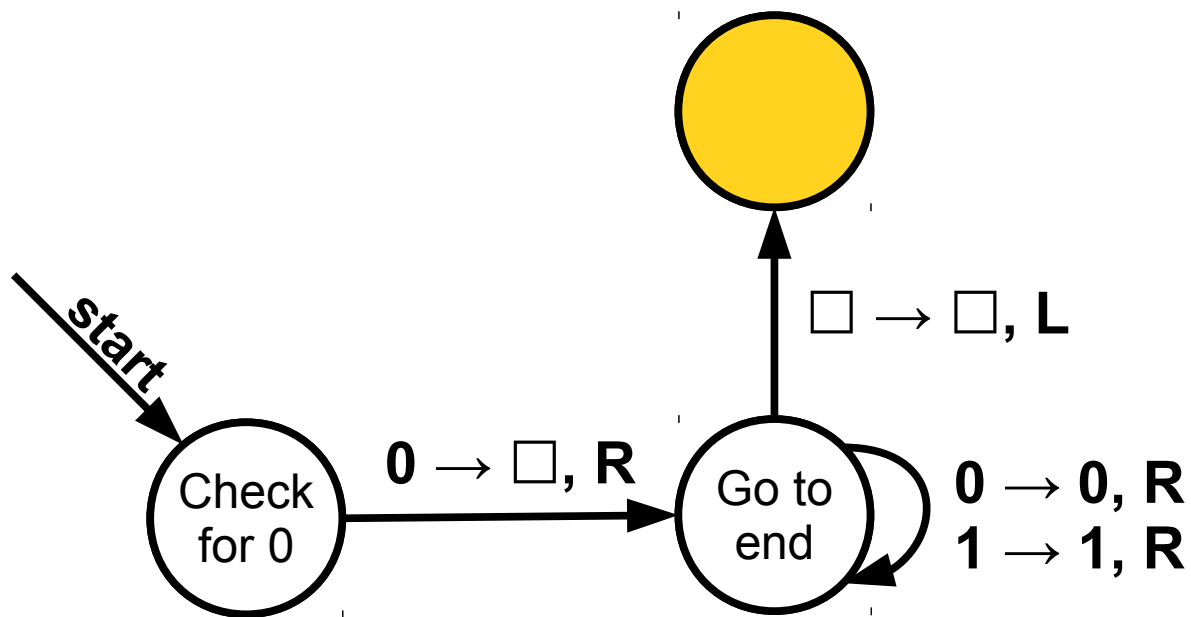 □ → □, L
start
0 → □, R
Check
for 0
Go to
end
0 → 0, R
1 → 1, R